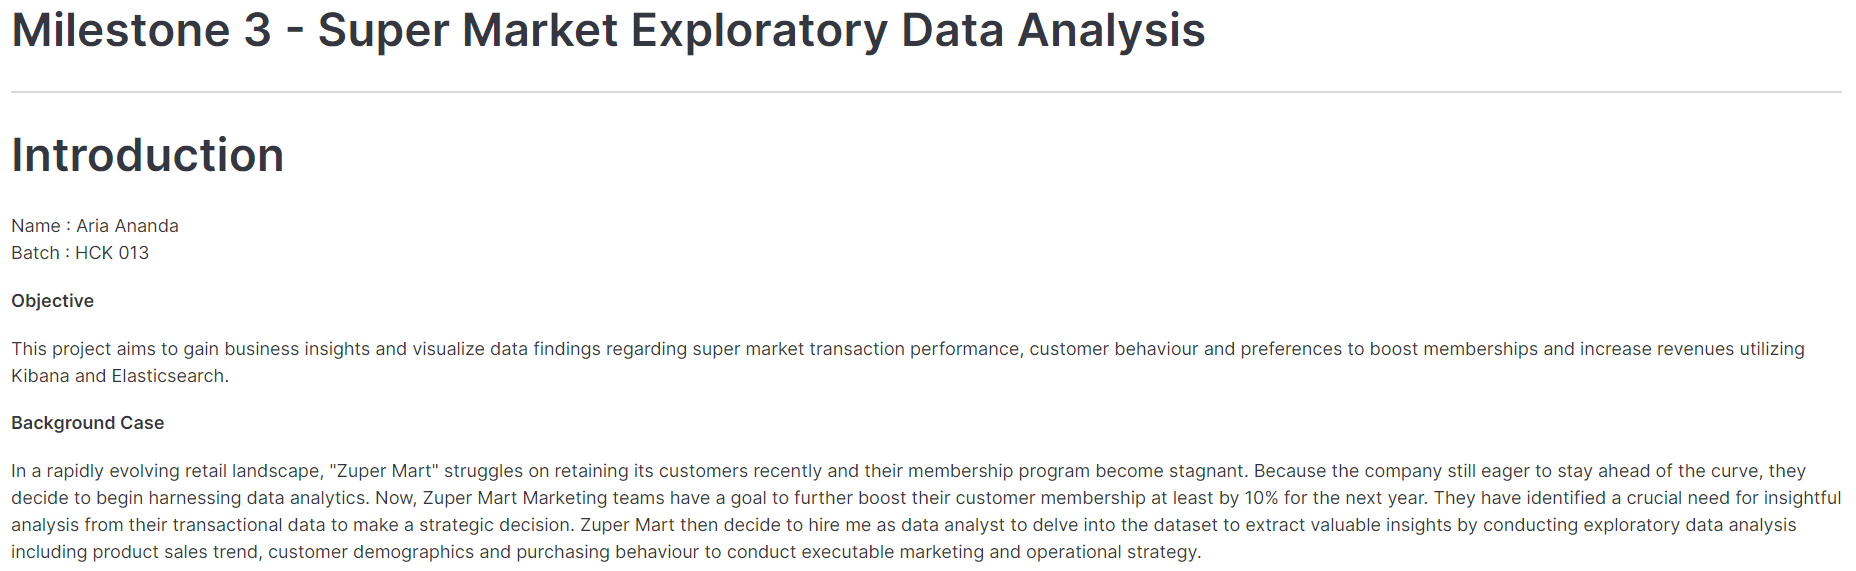 Milestone 3 - Super Market Exploratory Data Analysis
Introduction
Name : Aria Ananda
Batch : HCK 013
Objective
This project aims to gain business insights and visualize data findings regarding super market transaction performance, customer behaviour and preferences to boost memberships and increase revenues utilizing
Kibana and Elasticsearch.
Background Case
In a rapidly evolving retail landscape, "Zuper Mart" struggles on retaining its customers recently and their membership program become stagnant. Because the company still eager to stay ahead of the curve, they
decide to begin harnessing data analytics. Now, Zuper Mart Marketing teams have a goal to further boost their customer membership at least by 10% for the next year. They have identified a crucial need for insightful
analysis from their transactional data to make a strategic decision. Zuper Mart then decide to hire me as data analyst to delve into the dataset to extract valuable insights by conducting exploratory data analysis
including product sales trend, customer demographics and purchasing behaviour to conduct executable marketing and operational strategy.